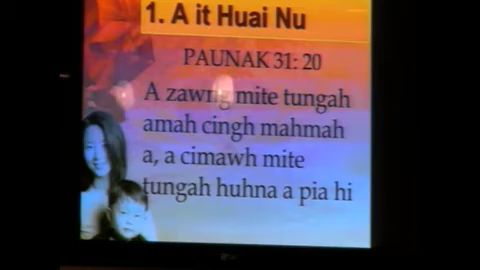 1. A it Huai Nu
PAUNAK 31: 20
A zawng mite tungah
amah cingh mahmah
a, a cimawh mite
tungah huhna a pia hi